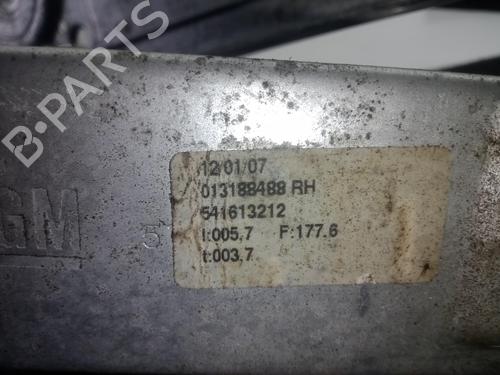 B-PARTS
GM
5
12/01/07
013188488 RH
541613212
I:005,7 F:177.6
t:003,7